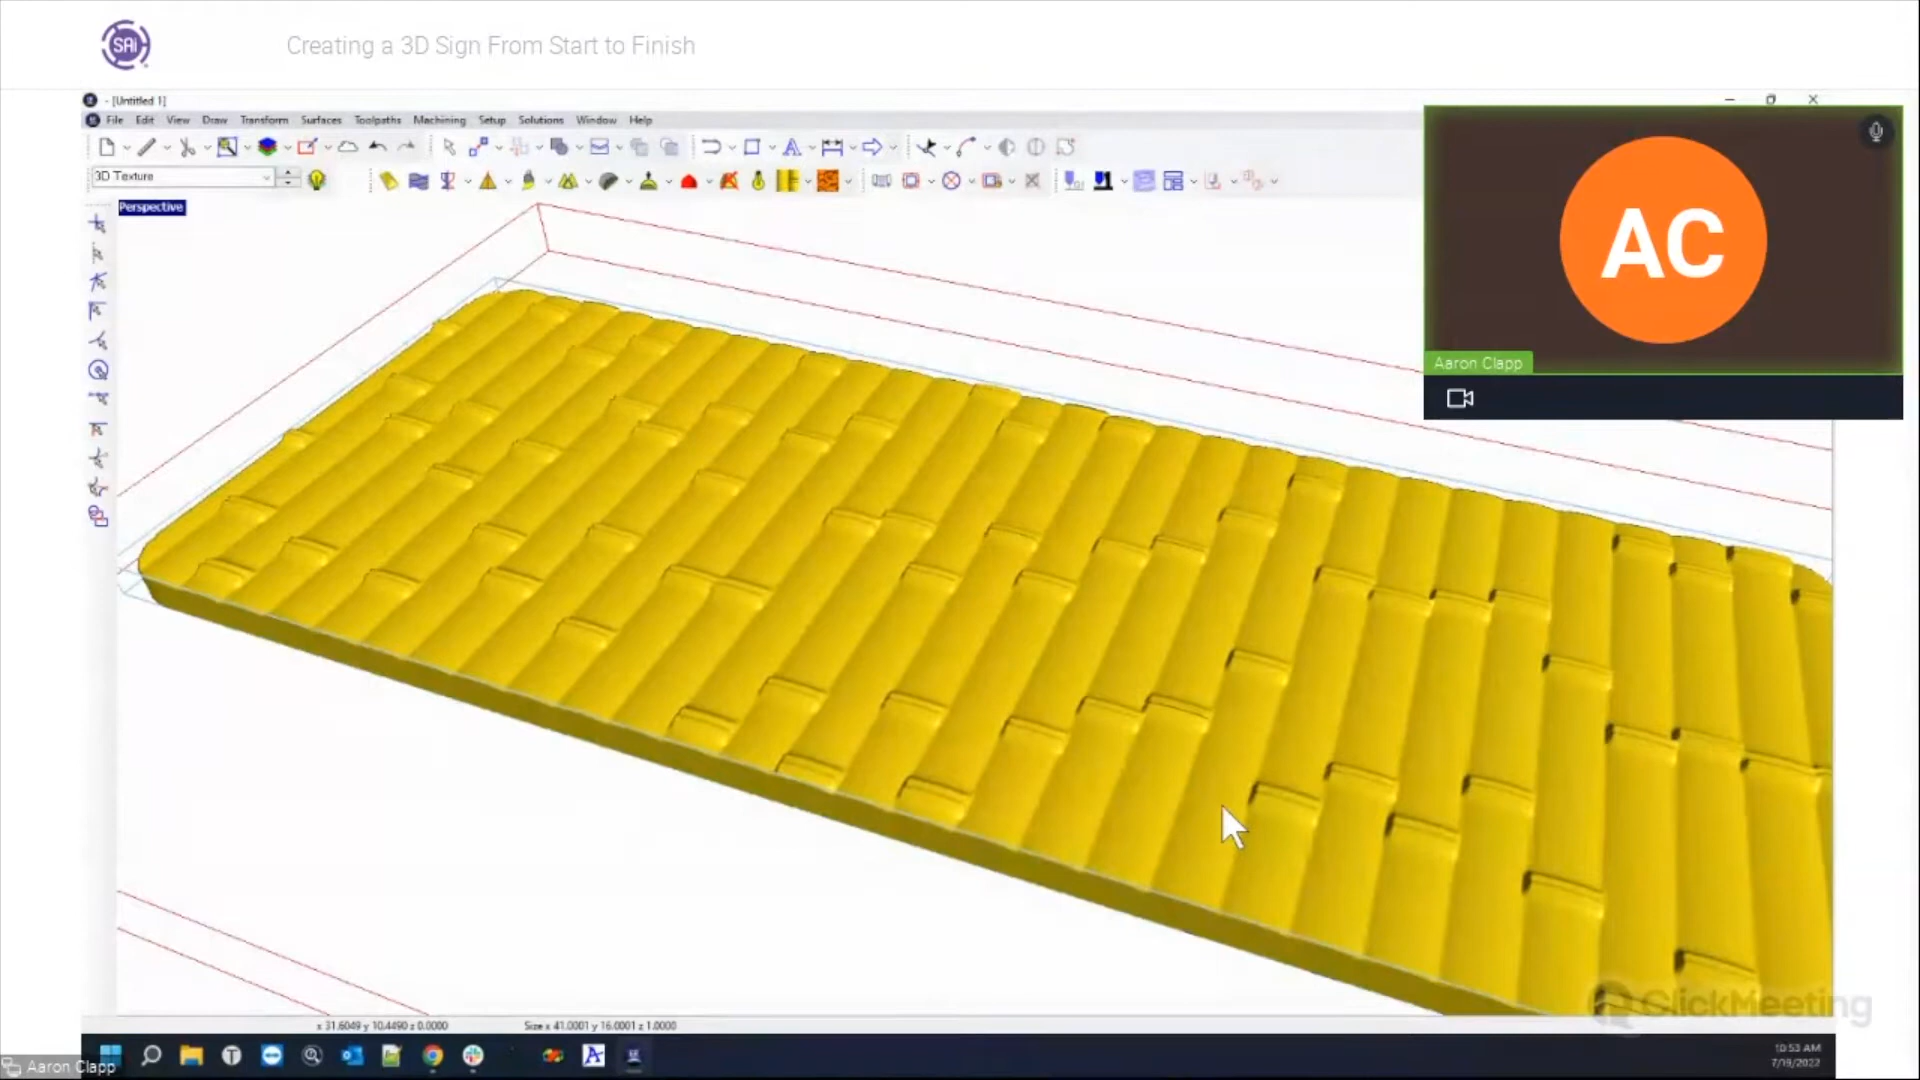 SAi
Creating a 3D Sign From Start to Finish
- [Untitled 1]
File Edit View Draw Transform Surfaces Toolpaths Machining Setup Solutions Window Help
3D Texture
Perspective
AC
Aaron Clapp
x 31.6049 y 10.4490 z 0.0000
Size x 41.0001 y 16.0001 z 1.0000
ClickMeeting
10:53 AM
7/19/2022
Aaron Clapp